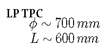 LP TPC
ϕ ~ 700 mm
L ~ 600 mm